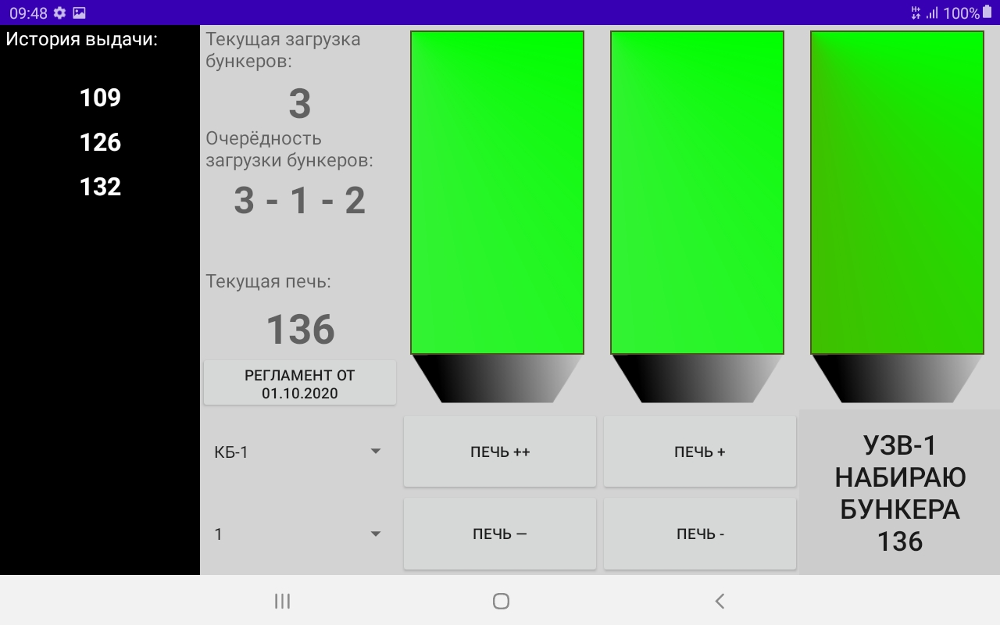 09:48
H+
100%
История выдачи:
109
126
132
Текущая загрузка
бункеров:
3
Очерёдность
загрузки бункеров:
3 - 1 - 2
Текущая печь:
136
РЕГЛАМЕНТ ОТ
01.10.2020
КБ-1
1
ПЕЧЬ ++
ПЕЧЬ +
ПЕЧЬ —
ПЕЧЬ -
УЗВ-1
НАБИРАЮ
БУНКЕРА
136